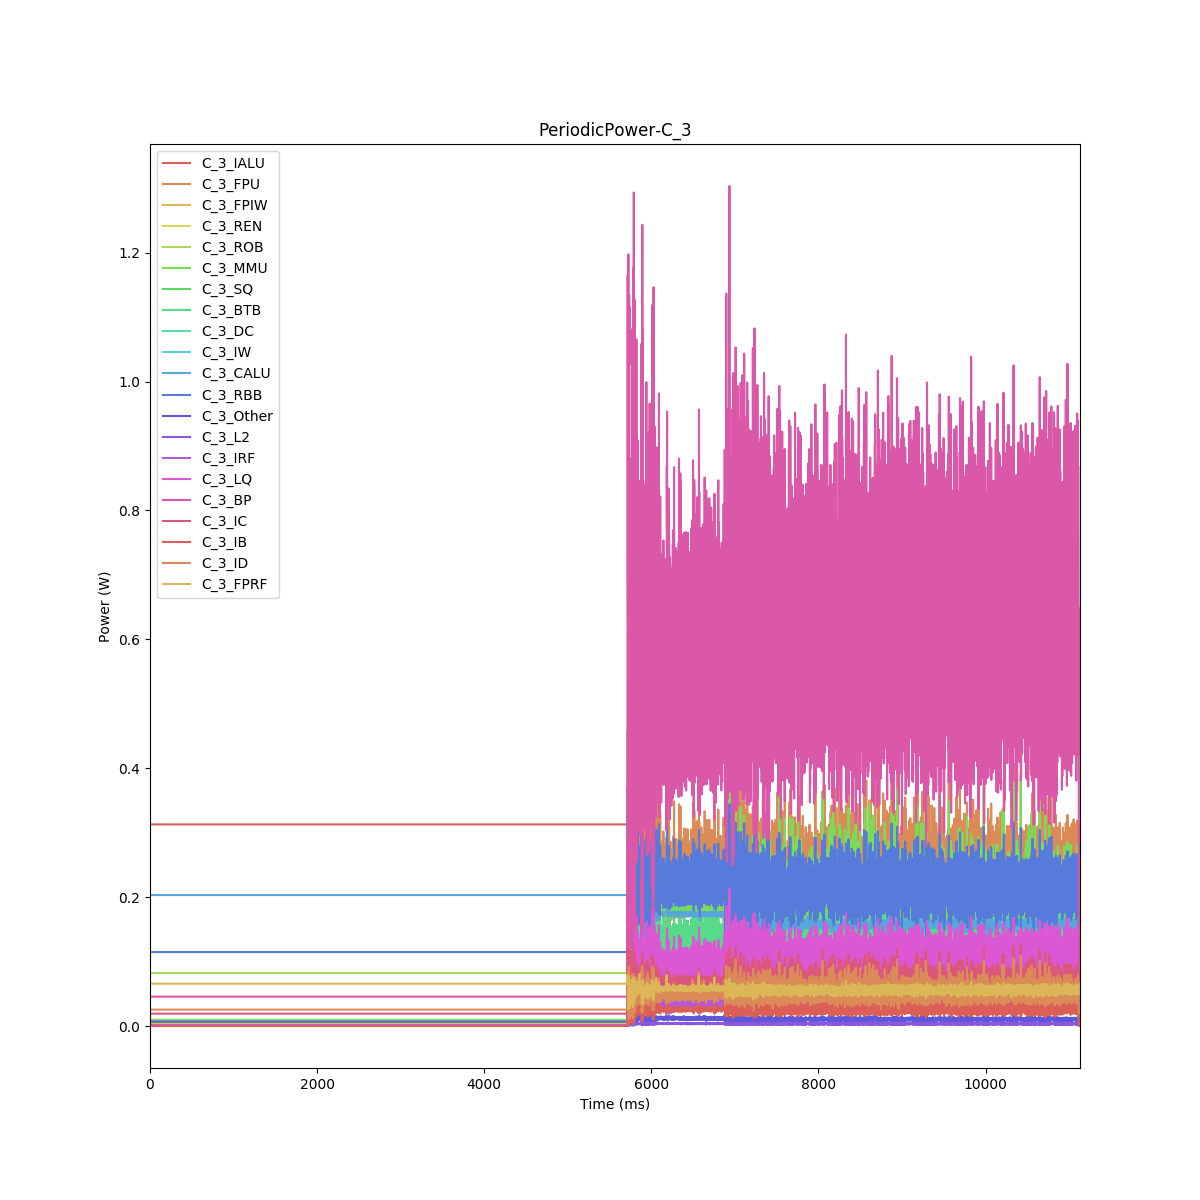 PeriodicPower-C_3
C_3_IALU
C_3_FPU
C_3_FPIW
C_3_REN
C_3_ROB
C_3_MMU
C_3_SQ
C_3_BTB
C_3_DC
C_3_IW
C_3_CALU
C_3_RBB
C_3_Other
C_3_L2
C_3_IRF
C_3_LQ
C_3_BP
C_3_IC
C_3_IB
C_3_ID
C_3_FPRF
1.2
1.0
0.8
0.6
0.4
0.2
0.0
Power (W)
0 2000 4000 6000 8000 10000
Time (ms)